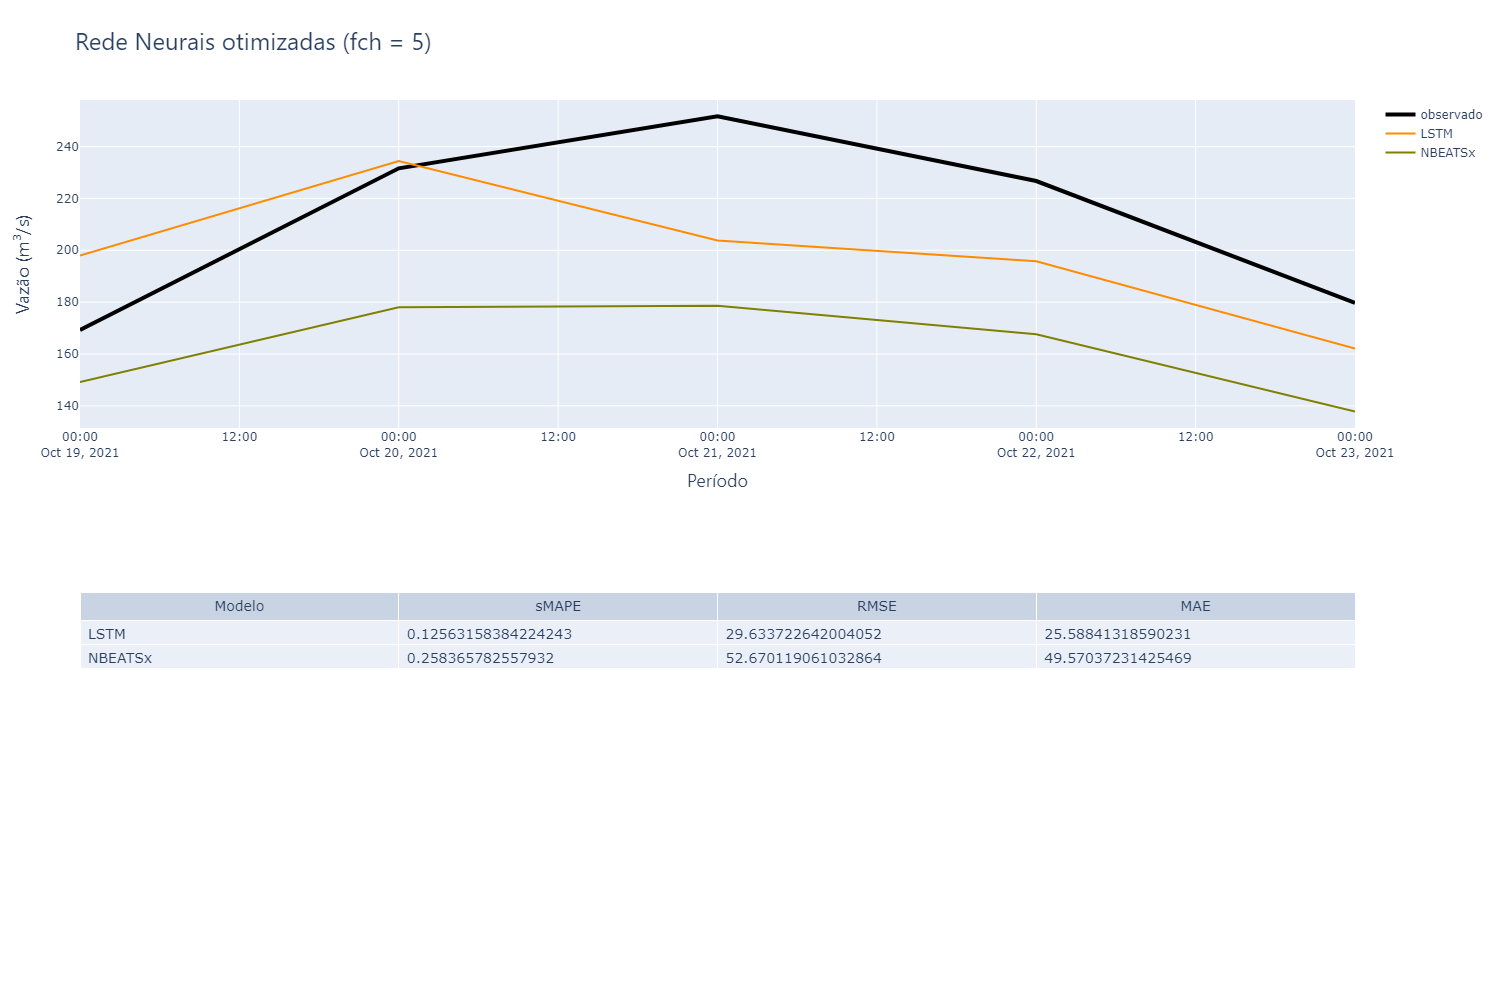 Rede Neurais otimizadas (fch = 5)
observado
LSTM
NBEATSx
Vazão (m³/s)
240
220
200
180
160
140
00:00 12:00 00:00 12:00 00:00 12:00 00:00 12:00 00:00
Oct 19, 2021 Oct 20, 2021 Oct 21, 2021 Oct 22, 2021 Oct 23, 2021
Período
Modelo sMAPE RMSE MAE
LSTM 0.12563158384224243 29.633722642004052 25.58841318590231
NBEATSx 0.258365782557932 52.670119061032864 49.57037231425469